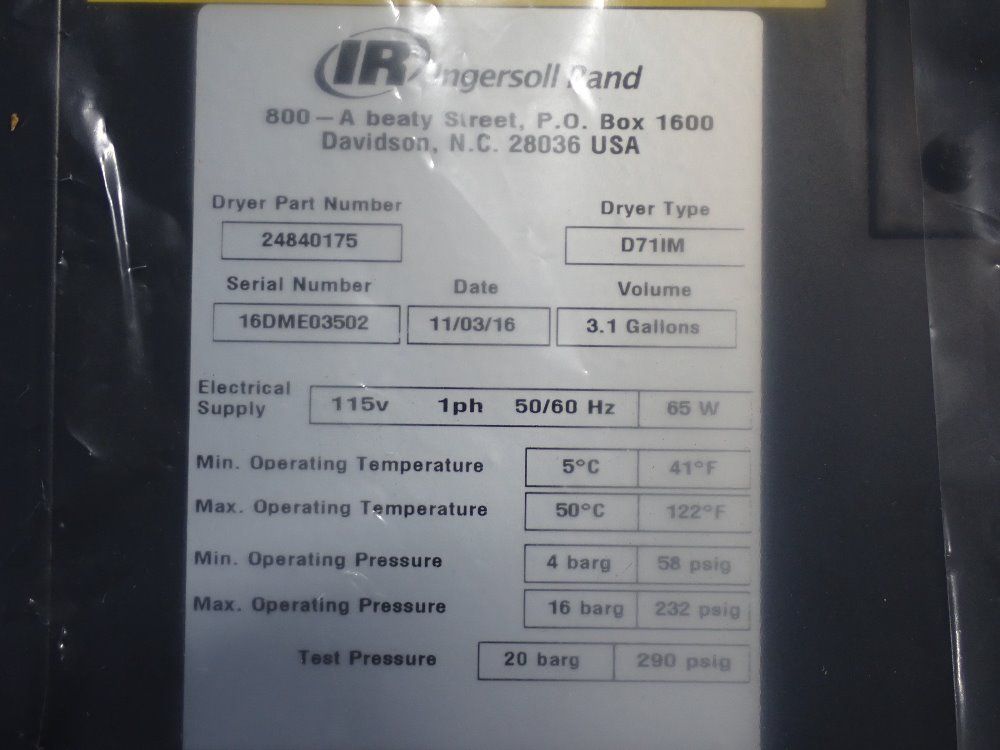 IR Ingersoll Rand
800 – A beaty Street, P.O. Box 1600
Davidson, N.C. 28036 USA
Dryer Part Number
Dryer Type
24840175
D71IM
Serial Number
Date
Volume
16DME03502
11/03/16
3.1 Gallons
Electrical
Supply
115v 1ph 50/60 Hz 65 W
Min. Operating Temperature 5°C 41°F
Max. Operating Temperature 50°C 122°F
Min. Operating Pressure 4 barg 58 psig
Max. Operating Pressure 16 barg 232 psig
Test Pressure 20 barg 290 psig